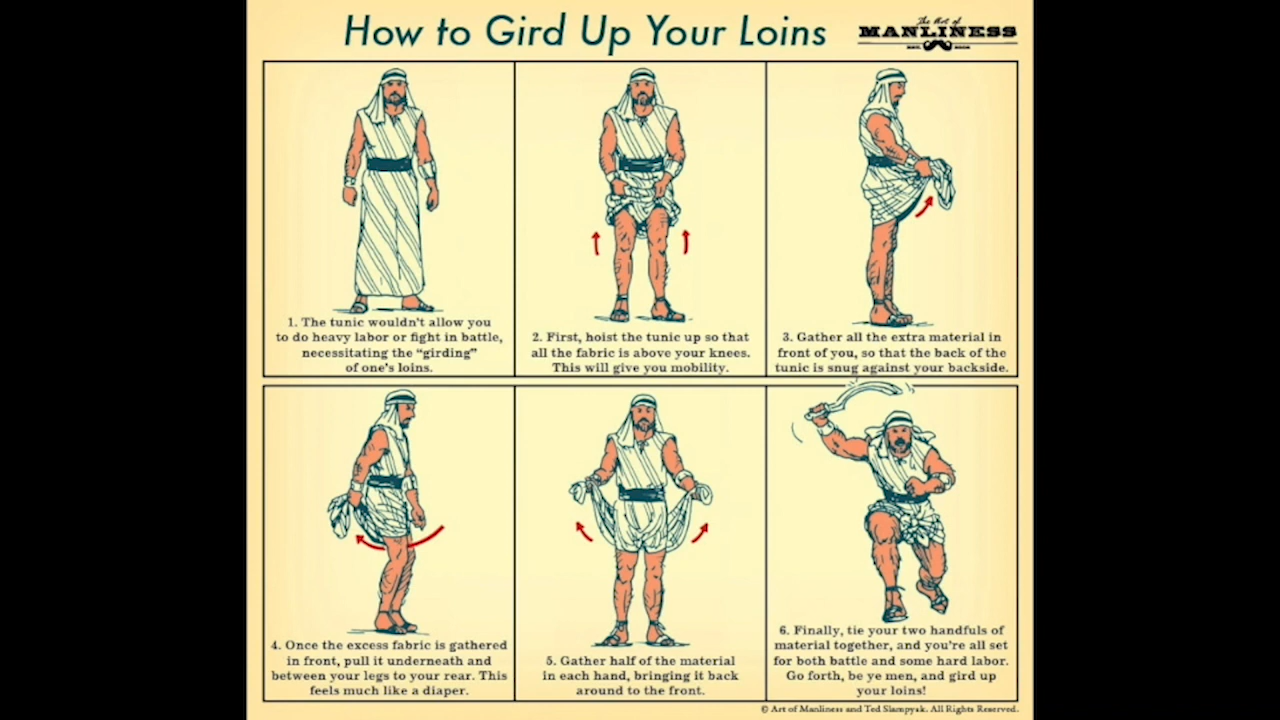 How to Gird Up Your Loins
The Art of
MANLINESS
EST. 2008
1. The tunic wouldn't allow you
to do heavy labor or fight in battle,
necessitating the "girding"
of one's loins.
2. First, hoist the tunic up so that
all the fabric is above your knees.
This will give you mobility.
3. Gather all the extra material in
front of you, so that the back of the
tunic is snug against your backside.
4. Once the excess fabric is gathered
in front, pull it underneath and
between your legs to your rear. This
feels much like a diaper.
5. Gather half of the material
in each hand, bringing it back
around to the front.
6. Finally, tie your two handfuls of
material together, and you're all set
for both battle and some hard labor.
Go forth, be ye men, and gird up
your loins!
© Art of Manliness and Ted Slampyak. All Rights Reserved.